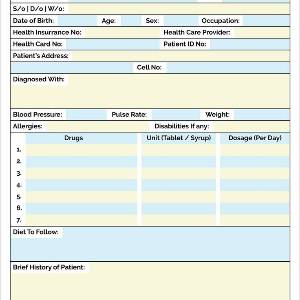 S/o | D/o | W/o:
Date of Birth: Age: Sex: Occupation:
Health Insurrance No: Health Care Provider:
Health Card No: Patient ID No:
Patient's Address:
Cell No:
Diagnosed With:
Blood Pressure: Pulse Rate: Weight:
Allergies: Disabilities If any:
Drugs Unit (Tablet / Syrup) Dosage (Per Day)
1.
2.
3.
4.
5.
6.
7.
Diet To Follow:
Brief History of Patient: